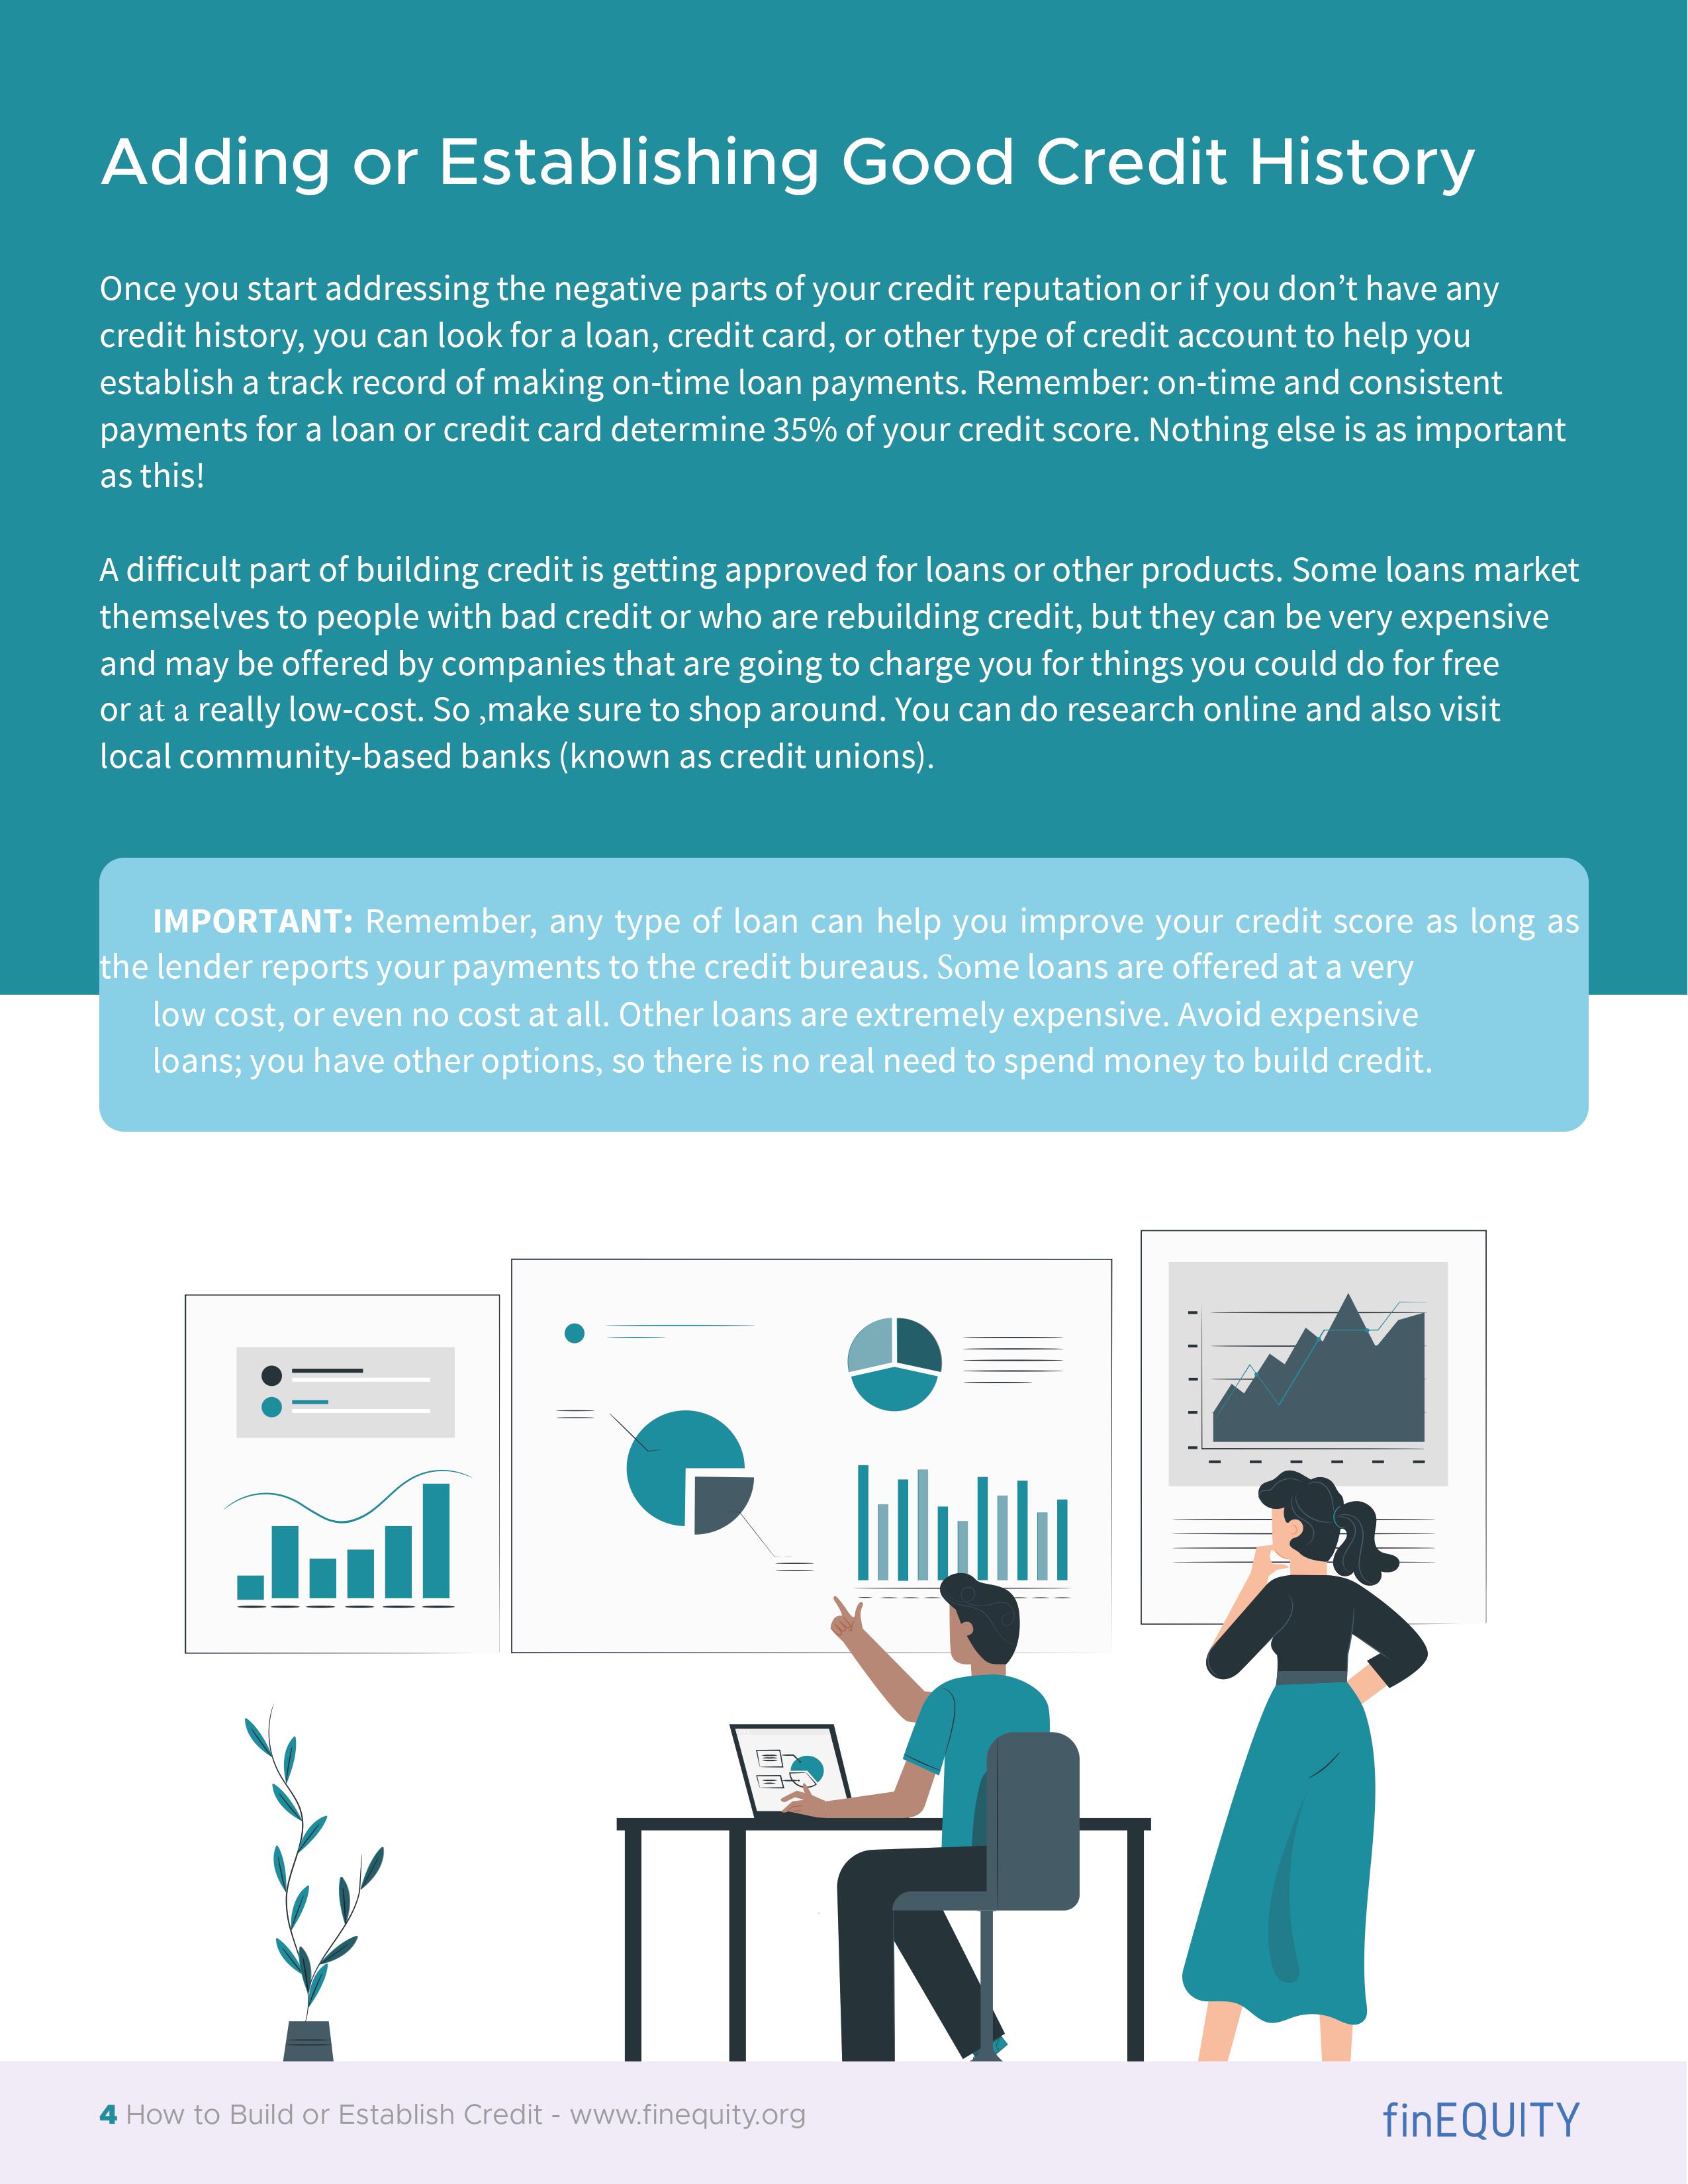 Adding or Establishing Good Credit History
Once you start addressing the negative parts of your credit reputation or if you don’t have any
credit history, you can look for a loan, credit card, or other type of credit account to help you
establish a track record of making on-time loan payments. Remember: on-time and consistent
payments for a loan or credit card determine 35% of your credit score. Nothing else is as important
as this!
A difficult part of building credit is getting approved for loans or other products. Some loans market
themselves to people with bad credit or who are rebuilding credit, but they can be very expensive
and may be offered by companies that are going to charge you for things you could do for free
or at a really low-cost. So ,make sure to shop around. You can do research online and also visit
local community-based banks (known as credit unions).
IMPORTANT: Remember, any type of loan can help you improve your credit score as long as
the lender reports your payments to the credit bureaus. Some loans are offered at a very
low cost, or even no cost at all. Other loans are extremely expensive. Avoid expensive
loans; you have other options, so there is no real need to spend money to build credit.
4 How to Build or Establish Credit - www.finequity.org
finEQUITY